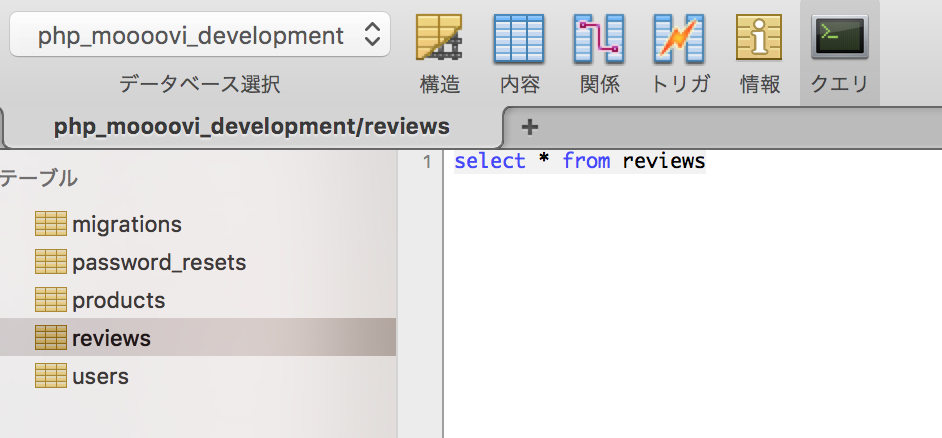 php_moooovi_development
データベース選択
構造 内容 関係 トリガ 情報 クエリ
php_moooovi_development/reviews +
テーブル
1 select * from reviews
migrations
password_resets
products
reviews
users